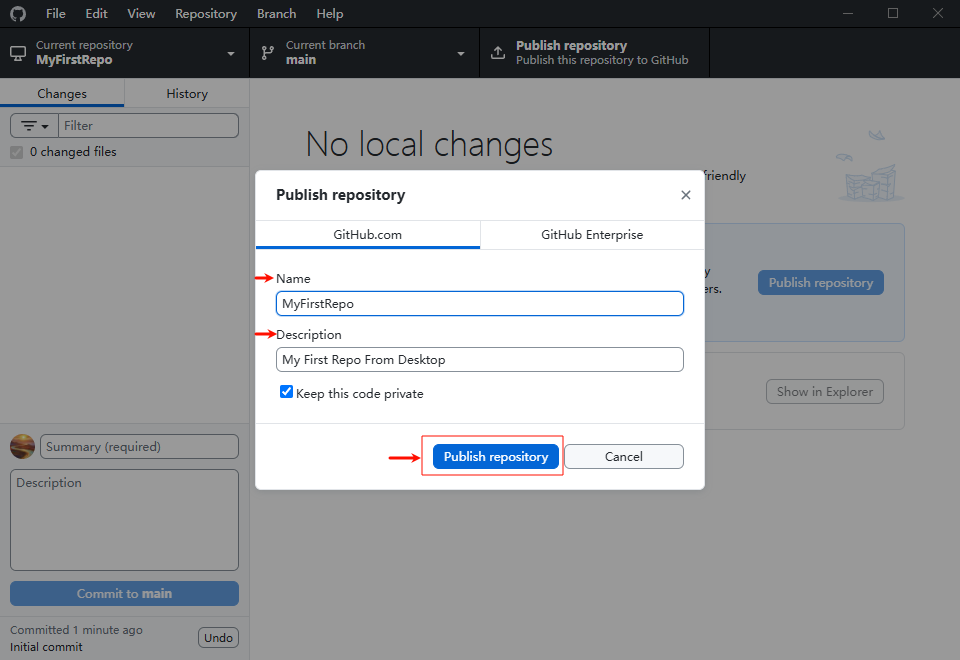 File Edit View Repository Branch Help
Current repository
MyFirstRepo
Current branch
main
Publish repository
Publish this repository to GitHub
Changes History
Filter
0 changed files
No local changes
friendly
Publish repository
GitHub.com GitHub Enterprise
Name
MyFirstRepo
Description
My First Repo From Desktop
Keep this code private
Publish repository Cancel
y
ers.
Publish repository
Show in Explorer
Summary (required)
Description
Commit to main
Committed 1 minute ago
Initial commit
Undo